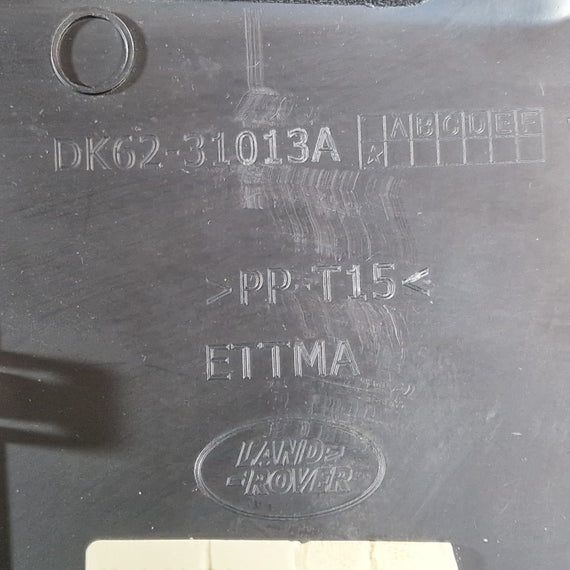 DK62-31013A
A B C D E F
>PP-T15<
ETTMA
LAND-
-ROVER